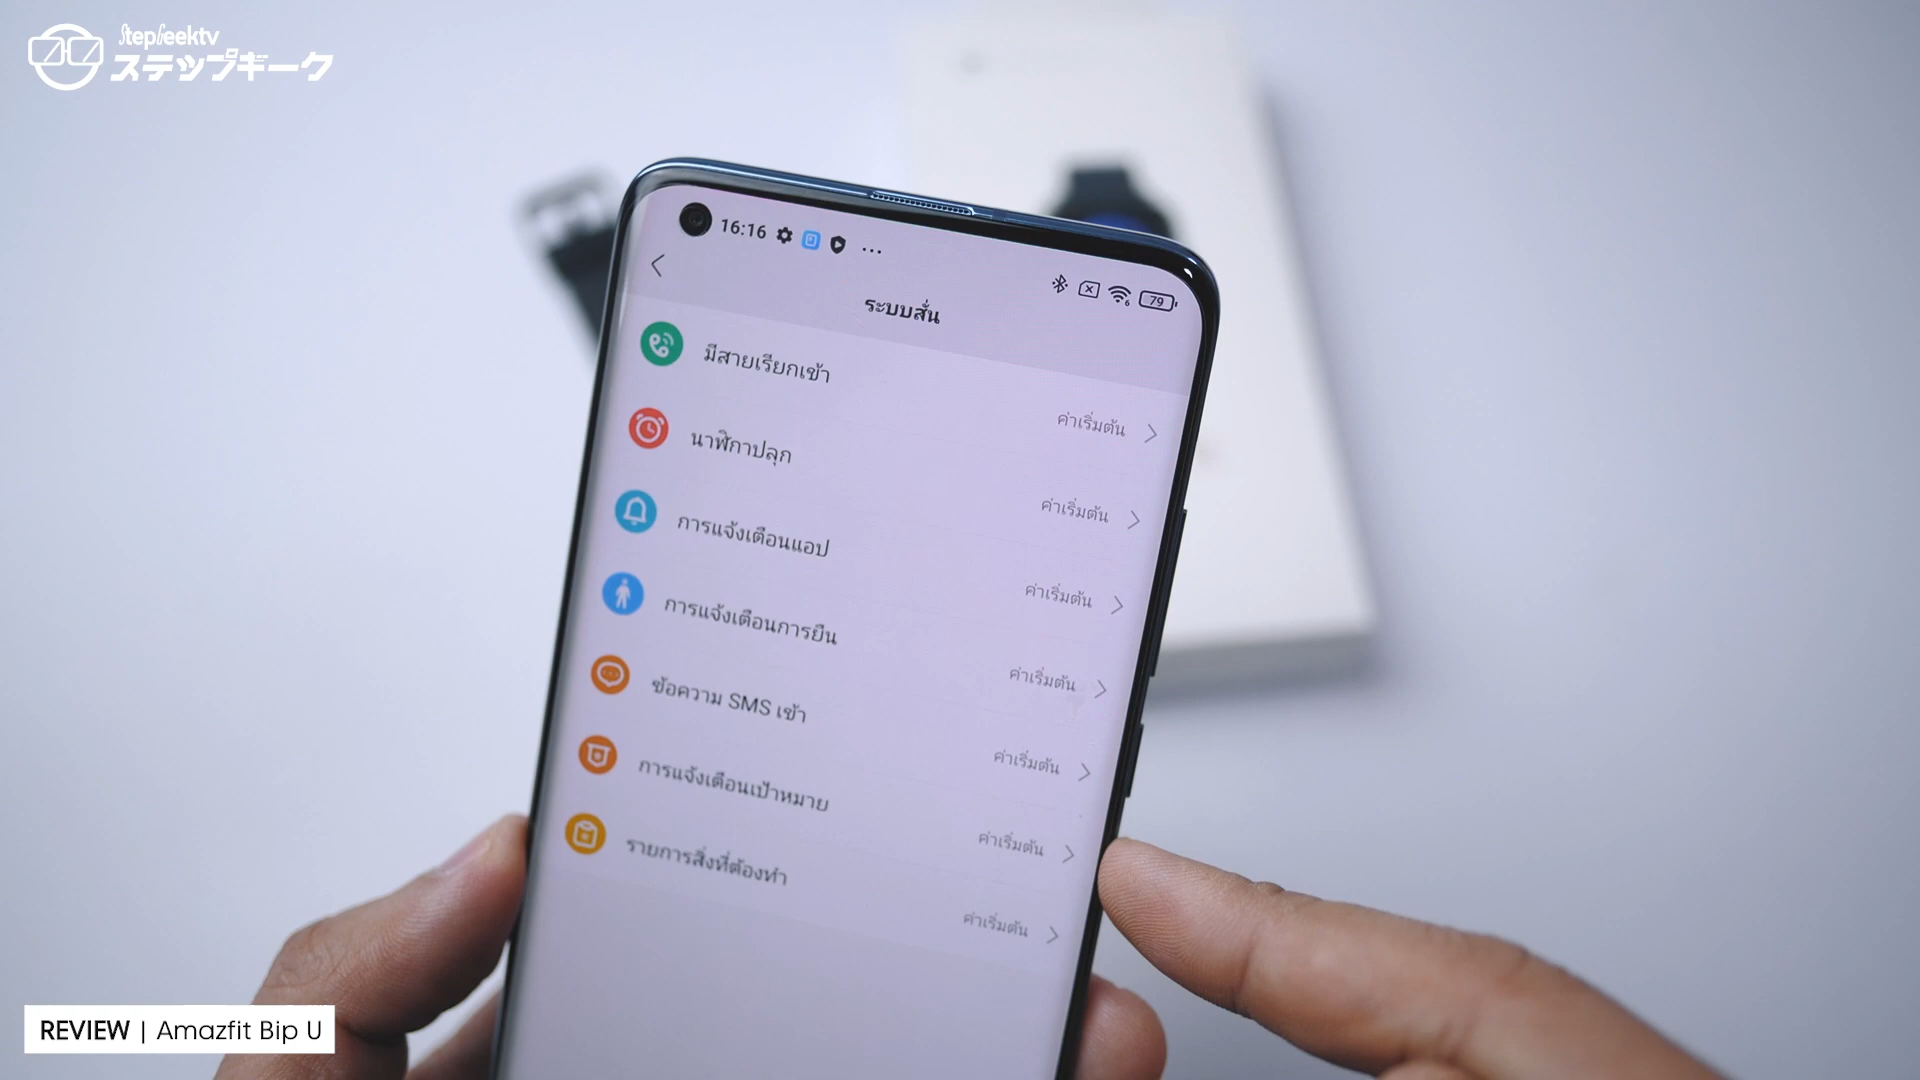 StepGeektv
ステップギーク
16:16
79
ระบบสั่น
มีสายเรียกเข้า
ค่าเริ่มต้น
นาฬิกาปลุก
ค่าเริ่มต้น
การแจ้งเตือนแอป
ค่าเริ่มต้น
การแจ้งเตือนการยืน
ค่าเริ่มต้น
ข้อความ SMS เข้า
ค่าเริ่มต้น
การแจ้งเตือนเป้าหมาย
ค่าเริ่มต้น
รายการสิ่งที่ต้องทำ
ค่าเริ่มต้น
REVIEW | Amazfit Bip U